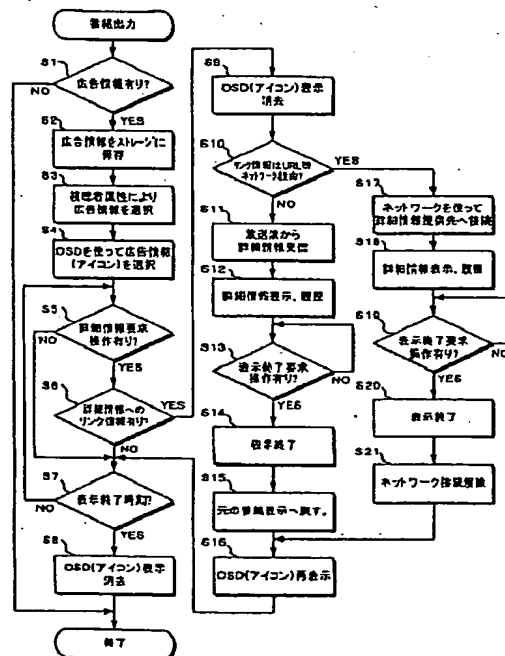 番組出力
S1
広告情報有り?
NO
YES
S2
広告情報をストレージに
保存
S3
視聴者属性により
広告情報を選択
S4
OSDを使って広告情報
(アイコン)を選択
S5
詳細情報要求
操作有り?
NO
YES
S6
詳細情報への
リンク情報有り?
YES
NO
S7
表示終了時刻?
NO
YES
S8
OSD(アイコン)表示
消去
終了
S9
OSD(アイコン)表示
消去
S10
リンク情報はURL等
ネットワーク経由?
YES
NO
S11
放送波から
詳細情報受信
S12
詳細情報表示、履歴
S13
表示終了要求
操作有り?
NO
YES
S14
表示終了
S15
元の番組表示へ戻す。
S16
OSD(アイコン)再表示
S17
ネットワークを使って
詳細情報提供先へ接続
S18
詳細情報表示、履歴
S19
表示終了要求
操作有り?
NO
YES
S20
表示終了
S21
ネットワーク接続解除